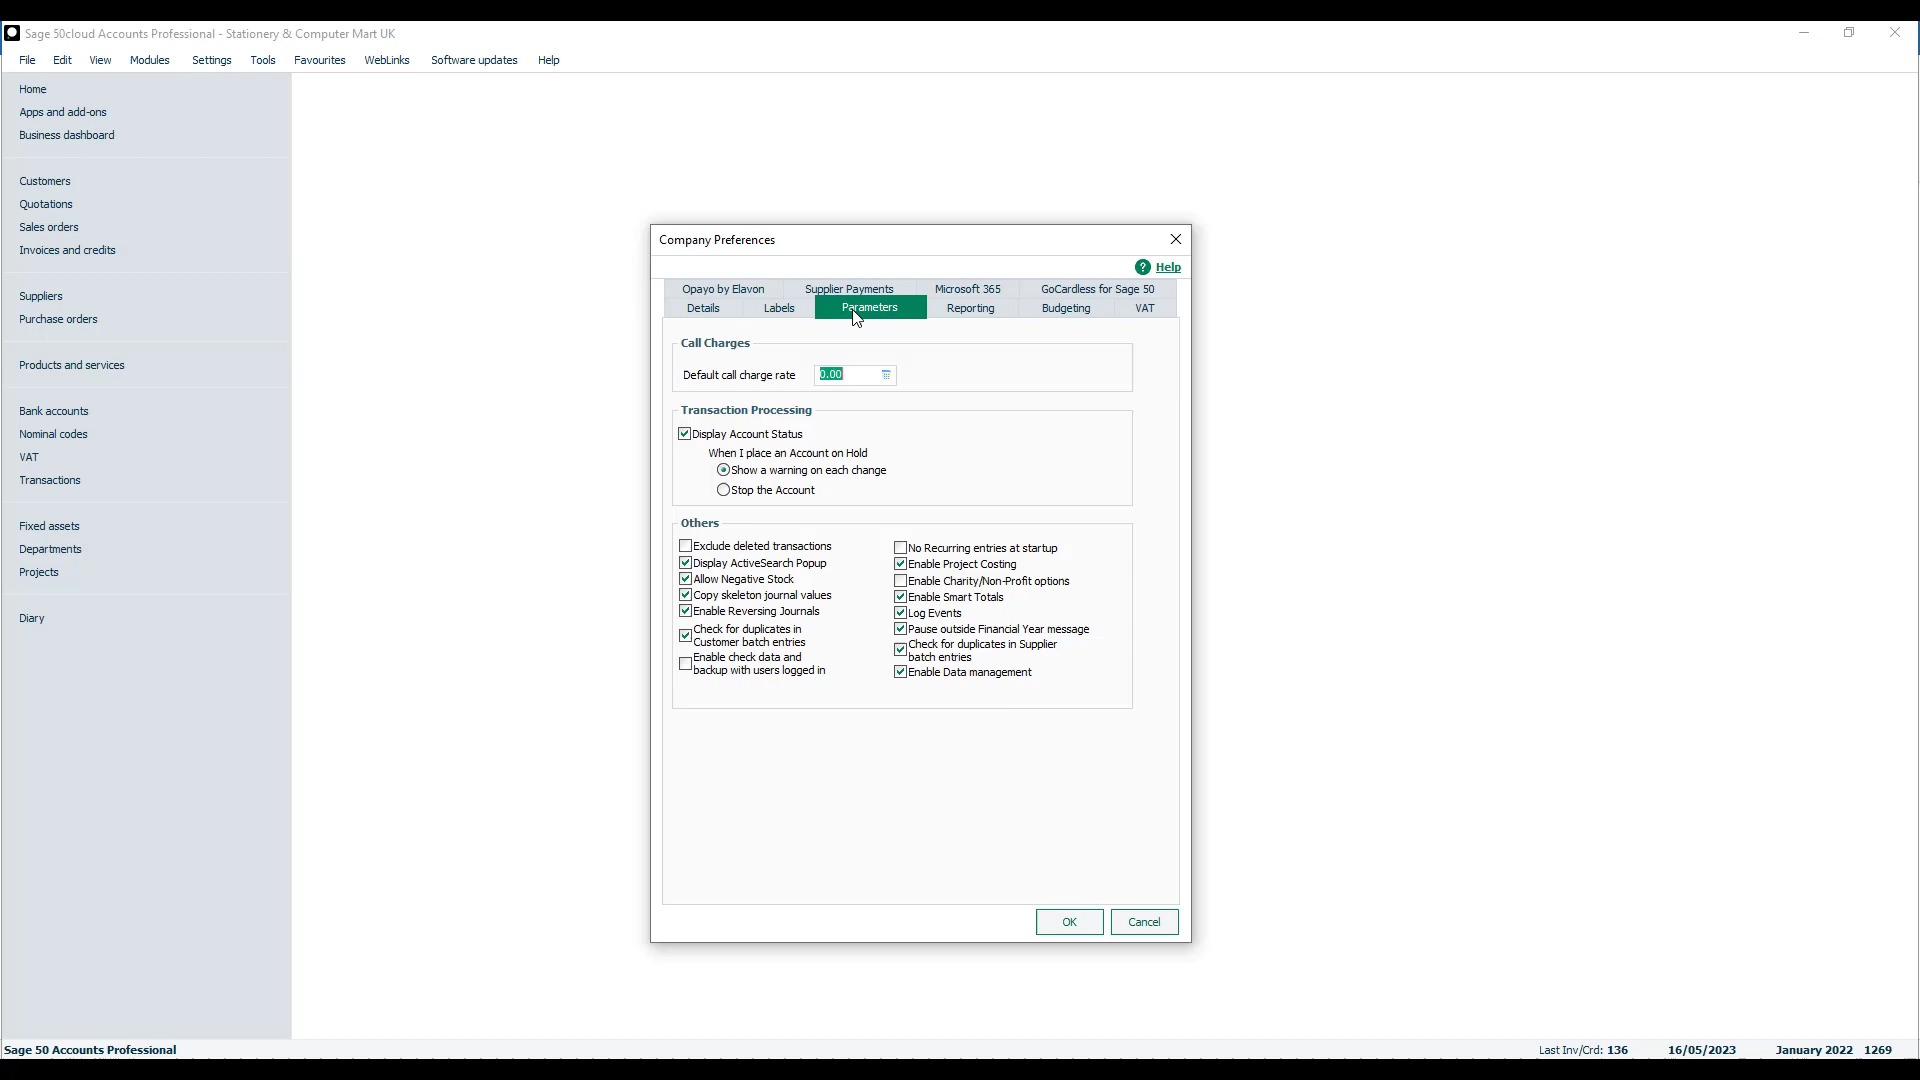 Sage 50cloud Accounts Professional - Stationery & Computer Mart UK
File Edit View Modules Settings Tools Favourites WebLinks Software updates Help
Home
Apps and add-ons
Business dashboard
Customers
Quotations
Sales orders
Invoices and credits
Suppliers
Purchase orders
Products and services
Bank accounts
Nominal codes
VAT
Transactions
Fixed assets
Departments
Projects
Diary
Company Preferences
? Help
Opayo by Elavon Supplier Payments Microsoft 365 GoCardless for Sage 50
Details Labels Parameters Reporting Budgeting VAT
Call Charges
Default call charge rate 0.00
Transaction Processing
Display Account Status
When I place an Account on Hold
Show a warning on each change
Stop the Account
Others
Exclude deleted transactions
Display ActiveSearch Popup
Allow Negative Stock
Copy skeleton journal values
Enable Reversing Journals
Check for duplicates in
Customer batch entries
Enable check data and
backup with users logged in
No Recurring entries at startup
Enable Project Costing
Enable Charity/Non-Profit options
Enable Smart Totals
Log Events
Pause outside Financial Year message
Check for duplicates in Supplier
batch entries
Enable Data management
OK Cancel
Sage 50 Accounts Professional Last Inv/Crd: 136 16/05/2023 January 2022 1269